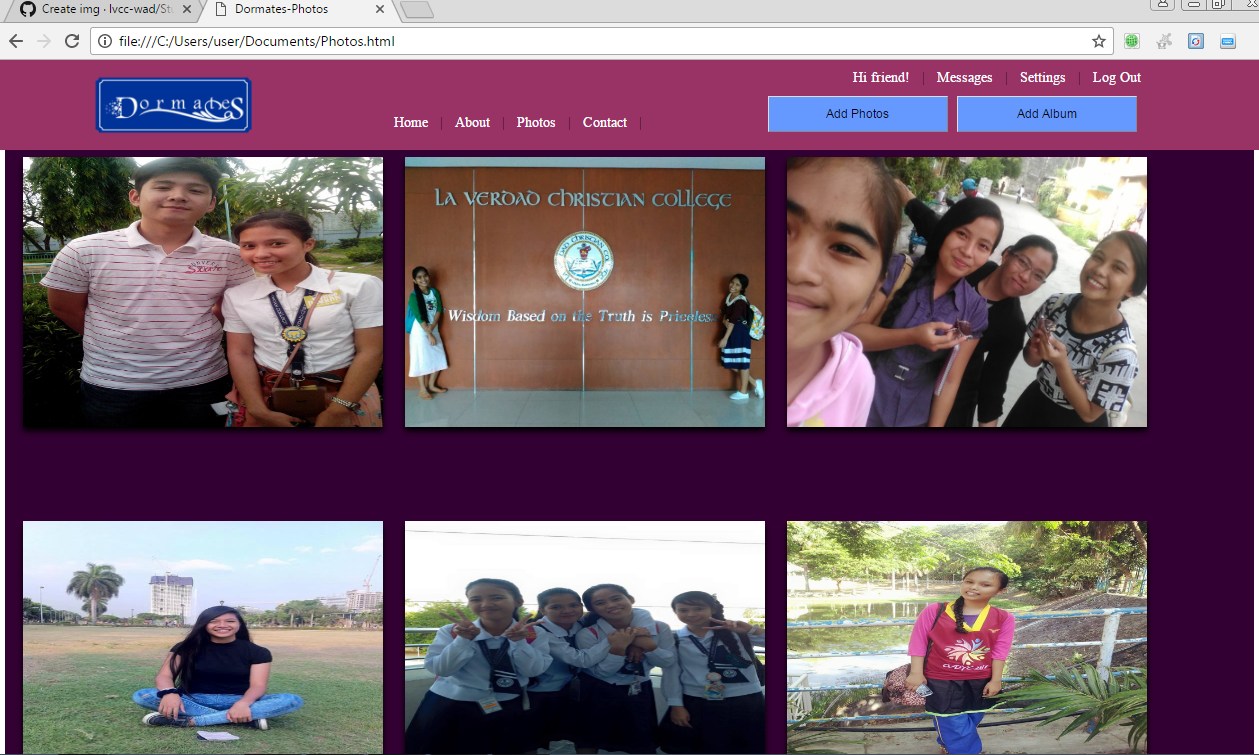 Create img · lvcc-wad/Stu
Dormates-Photos
file:///C:/Users/user/Documents/Photos.html
Hi friend! Messages Settings Log Out
Dormates
Home About Photos Contact
Add Photos Add Album
LA VERDAD CHRISTIAN COLLEGE
Wisdom Based on the Truth is Priceless